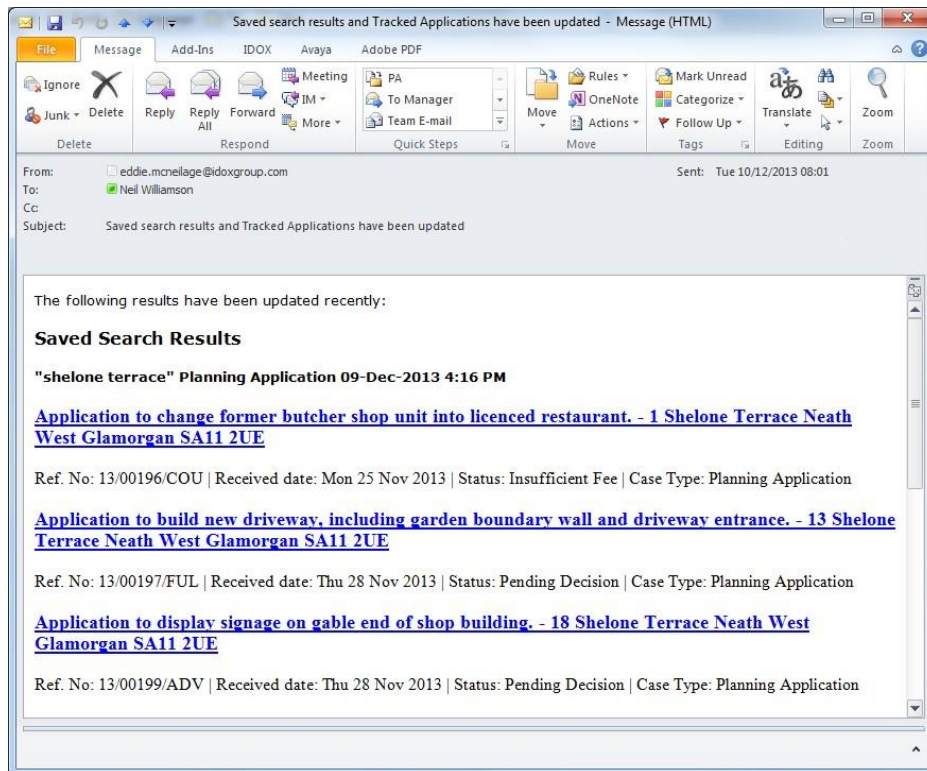 Saved search results and Tracked Applications have been updated - Message (HTML)
File Message Add-Ins IDOX Avaya Adobe PDF
Ignore
Junk
Delete
Reply
Reply All
Forward
Meeting
IM
More
PA
To Manager
Team E-mail
Move
Rules
OneNote
Actions
Mark Unread
Categorize
Follow Up
Translate
Zoom
Delete Respond Quick Steps Move Tags Editing Zoom
From: eddie.mcneilage@idoxgroup.com Sent: Tue 10/12/2013 08:01
To: Neil Williamson
Cc:
Subject: Saved search results and Tracked Applications have been updated
The following results have been updated recently:
Saved Search Results
"shelone terrace" Planning Application 09-Dec-2013 4:16 PM
Application to change former butcher shop unit into licenced restaurant. - 1 Shelone Terrace Neath
West Glamorgan SA11 2UE
Ref. No: 13/00196/COU | Received date: Mon 25 Nov 2013 | Status: Insufficient Fee | Case Type: Planning Application
Application to build new driveway, including garden boundary wall and driveway entrance. - 13 Shelone
Terrace Neath West Glamorgan SA11 2UE
Ref. No: 13/00197/FUL | Received date: Thu 28 Nov 2013 | Status: Pending Decision | Case Type: Planning Application
Application to display signage on gable end of shop building. - 18 Shelone Terrace Neath West
Glamorgan SA11 2UE
Ref. No: 13/00199/ADV | Received date: Thu 28 Nov 2013 | Status: Pending Decision | Case Type: Planning Application